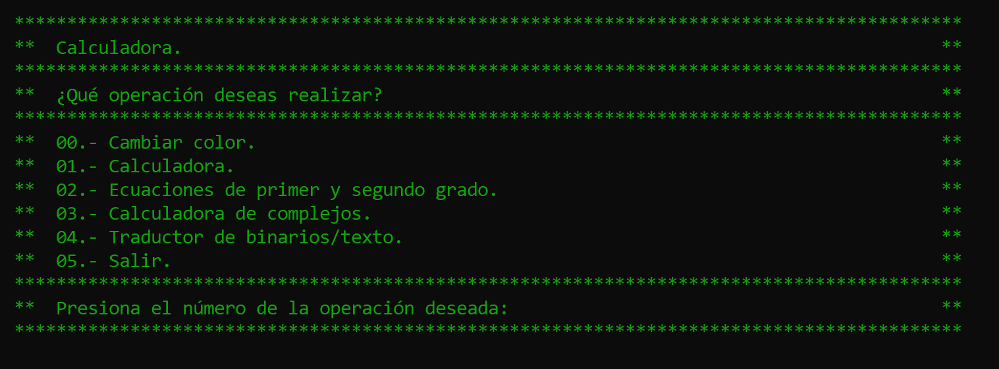 ******************************************************************************************
**  Calculadora.                                                                        **
******************************************************************************************
**  ¿Qué operación deseas realizar?                                                     **
******************************************************************************************
**  00.- Cambiar color.                                                                 **
**  01.- Calculadora.                                                                   **
**  02.- Ecuaciones de primer y segundo grado.                                          **
**  03.- Calculadora de complejos.                                                      **
**  04.- Traductor de binarios/texto.                                                   **
**  05.- Salir.                                                                         **
******************************************************************************************
**  Presiona el número de la operación deseada:                                         **
******************************************************************************************